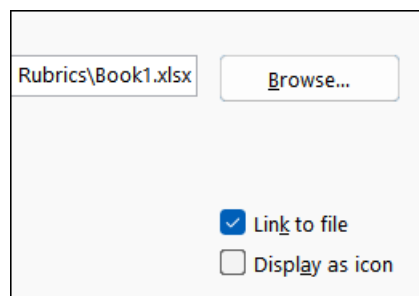 Rubrics\Book1.xlsx
Browse...
Link to file
Display as icon